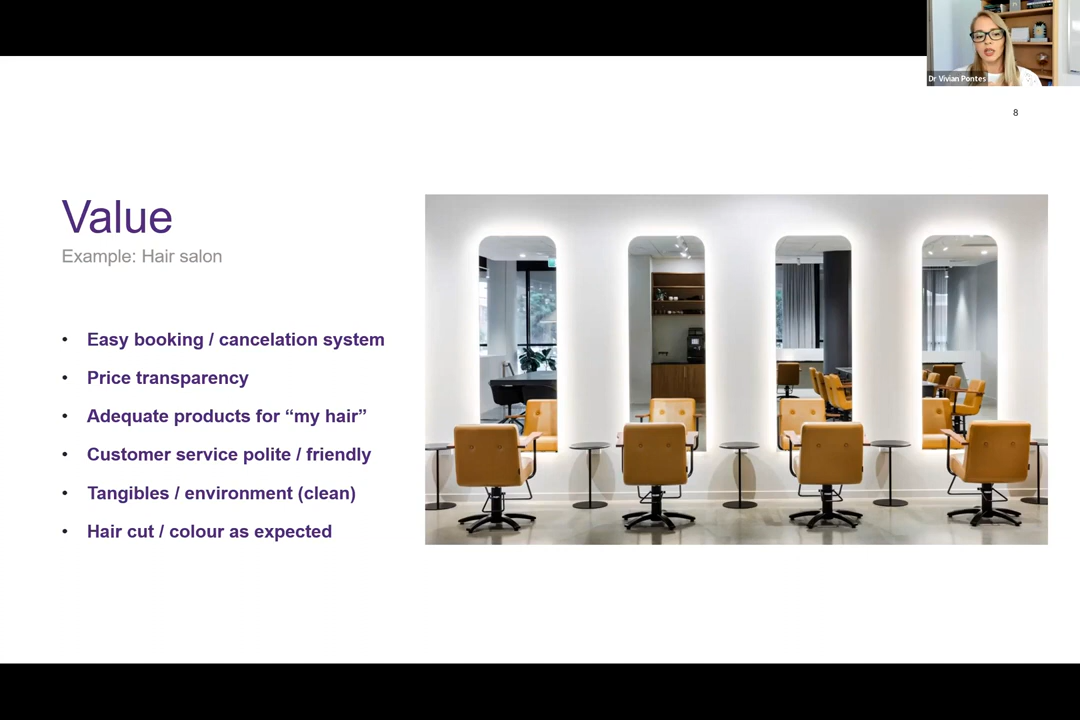 Dr Vivian Pontes
8
Value
Example: Hair salon
• Easy booking / cancelation system
• Price transparency
• Adequate products for “my hair”
• Customer service polite / friendly
• Tangibles / environment (clean)
• Hair cut / colour as expected